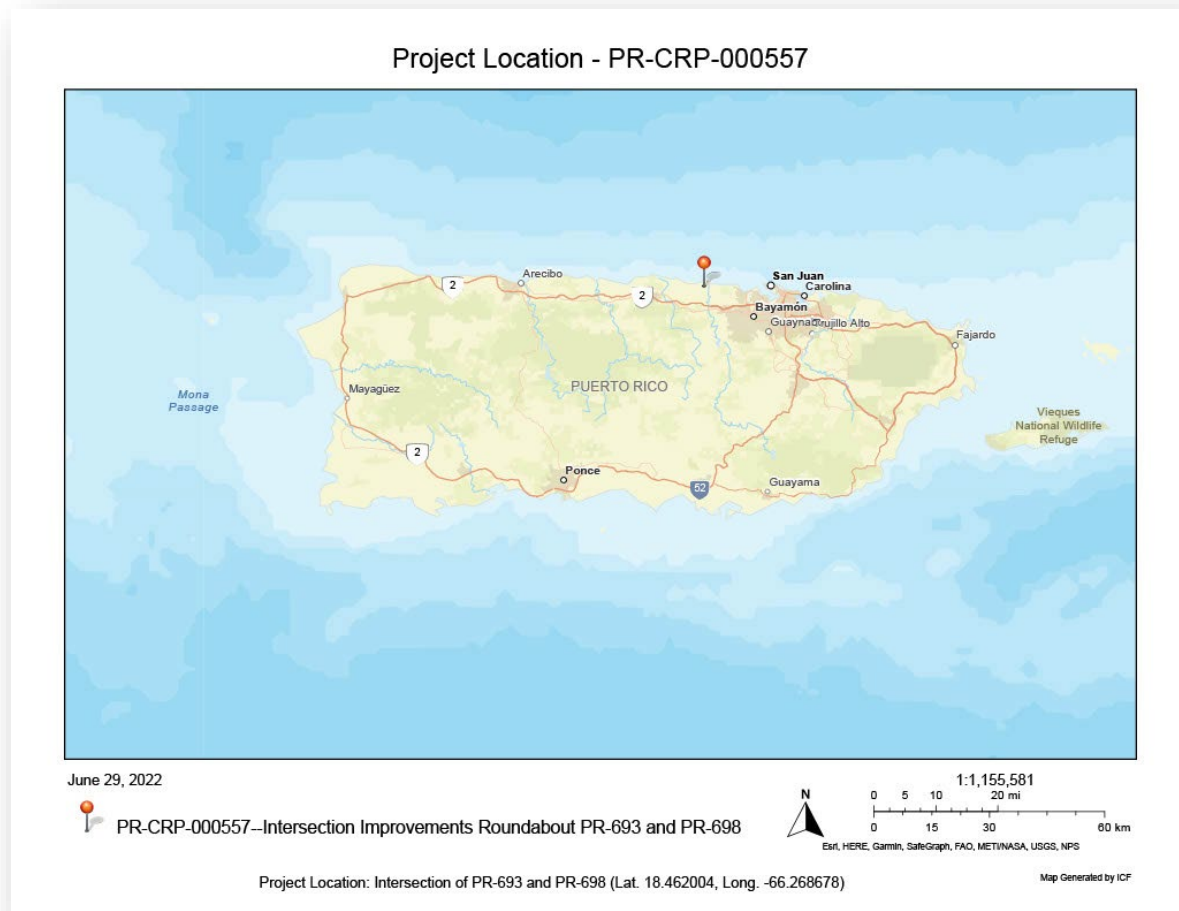 Project Location - PR-CRP-000557
2
Arecibo
2
San Juan
Carolina
Bayamón
Guaynabo
Trujillo Alto
Fajardo
PUERTO RICO
Mayagüez
Mona
Passage
Vieques
National Wildlife
Refuge
2
Ponce
52
Guayama
June 29, 2022
1:1,155,581
0 5 10 20 mi
N
PR-CRP-000557--Intersection Improvements Roundabout PR-693 and PR-698
0 15 30 60 km
Esri, HERE, Garmin, SafeGraph, FAO, METI/NASA, USGS, NPS
Project Location: Intersection of PR-693 and PR-698 (Lat. 18.462004, Long. -66.268678)
Map Generated by ICF